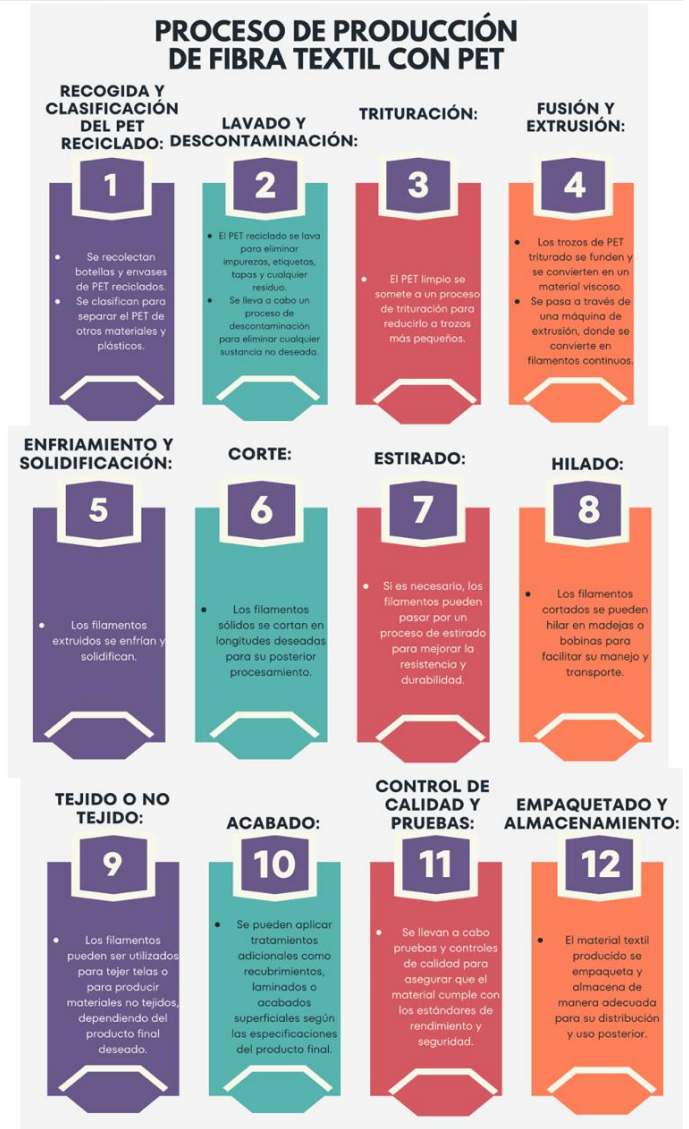 PROCESO DE PRODUCCIÓN
DE FIBRA TEXTIL CON PET
RECOGIDA Y
CLASIFICACIÓN
DEL PET
RECICLADO:
1
• Se recolectan
botellas y envases
de PET reciclados.
• Se clasifican para
separar el PET de
otros materiales y
plásticos.
LAVADO Y
DESCONTAMINACIÓN:
2
• El PET reciclado se lava
para eliminar
impurezas, etiquetas,
tapas y cualquier
residuo.
• Se lleva a cabo un
proceso de
descontaminación
para eliminar cualquier
sustancia no deseada.
TRITURACIÓN:
3
• El PET limpio se
somete a un proceso
de trituración para
reducirlo a trozos
más pequeños.
FUSIÓN Y
EXTRUSIÓN:
4
• Los trozos de PET
triturado se funden y
se convierten en un
material viscoso.
• Se pasa a través de
una máquina de
extrusión, donde se
convierte en
filamentos continuos.
ENFRIAMIENTO Y
SOLIDIFICACIÓN:
5
• Los filamentos
extruidos se enfrían y
solidifican.
CORTE:
6
• Los filamentos
sólidos se cortan en
longitudes deseadas
para su posterior
procesamiento.
ESTIRADO:
7
• Si es necesario, los
filamentos pueden
pasar por un
proceso de estirado
para mejorar la
resistencia y
durabilidad.
HILADO:
8
• Los filamentos
cortados se pueden
hilar en madejas o
bobinas para
facilitar su manejo y
transporte.
TEJIDO O NO
TEJIDO:
9
• Los filamentos
pueden ser utilizados
para tejer telas o
para producir
materiales no tejidos,
dependiendo del
producto final
deseado.
ACABADO:
10
• Se pueden aplicar
tratamientos
adicionales como
recubrimientos,
laminados o
acabados
superficiales según
las especificaciones
del producto final.
CONTROL DE
CALIDAD Y
PRUEBAS:
11
• Se llevan a cabo
pruebas y controles
de calidad para
asegurar que el
material cumple con
los estándares de
rendimiento y
seguridad.
EMPAQUETADO Y
ALMACENAMIENTO:
12
• El material textil
producido se
empaqueta y
almacena de
manera adecuada
para su distribución
y uso posterior.